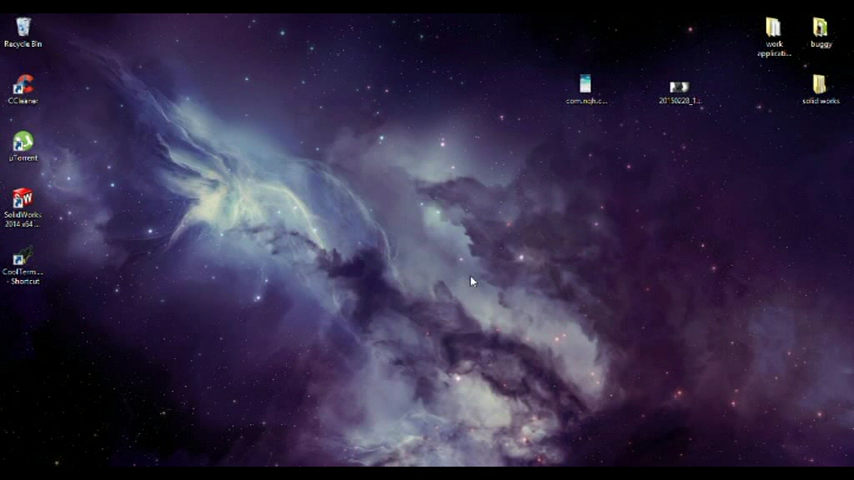 Recycle Bin
CCleaner
µTorrent
SolidWorks
2014 x64 ...
CoolTerm....
- Shortcut
com.nqh.c...
20150228_1...
work
applicati...
buggy
solid works